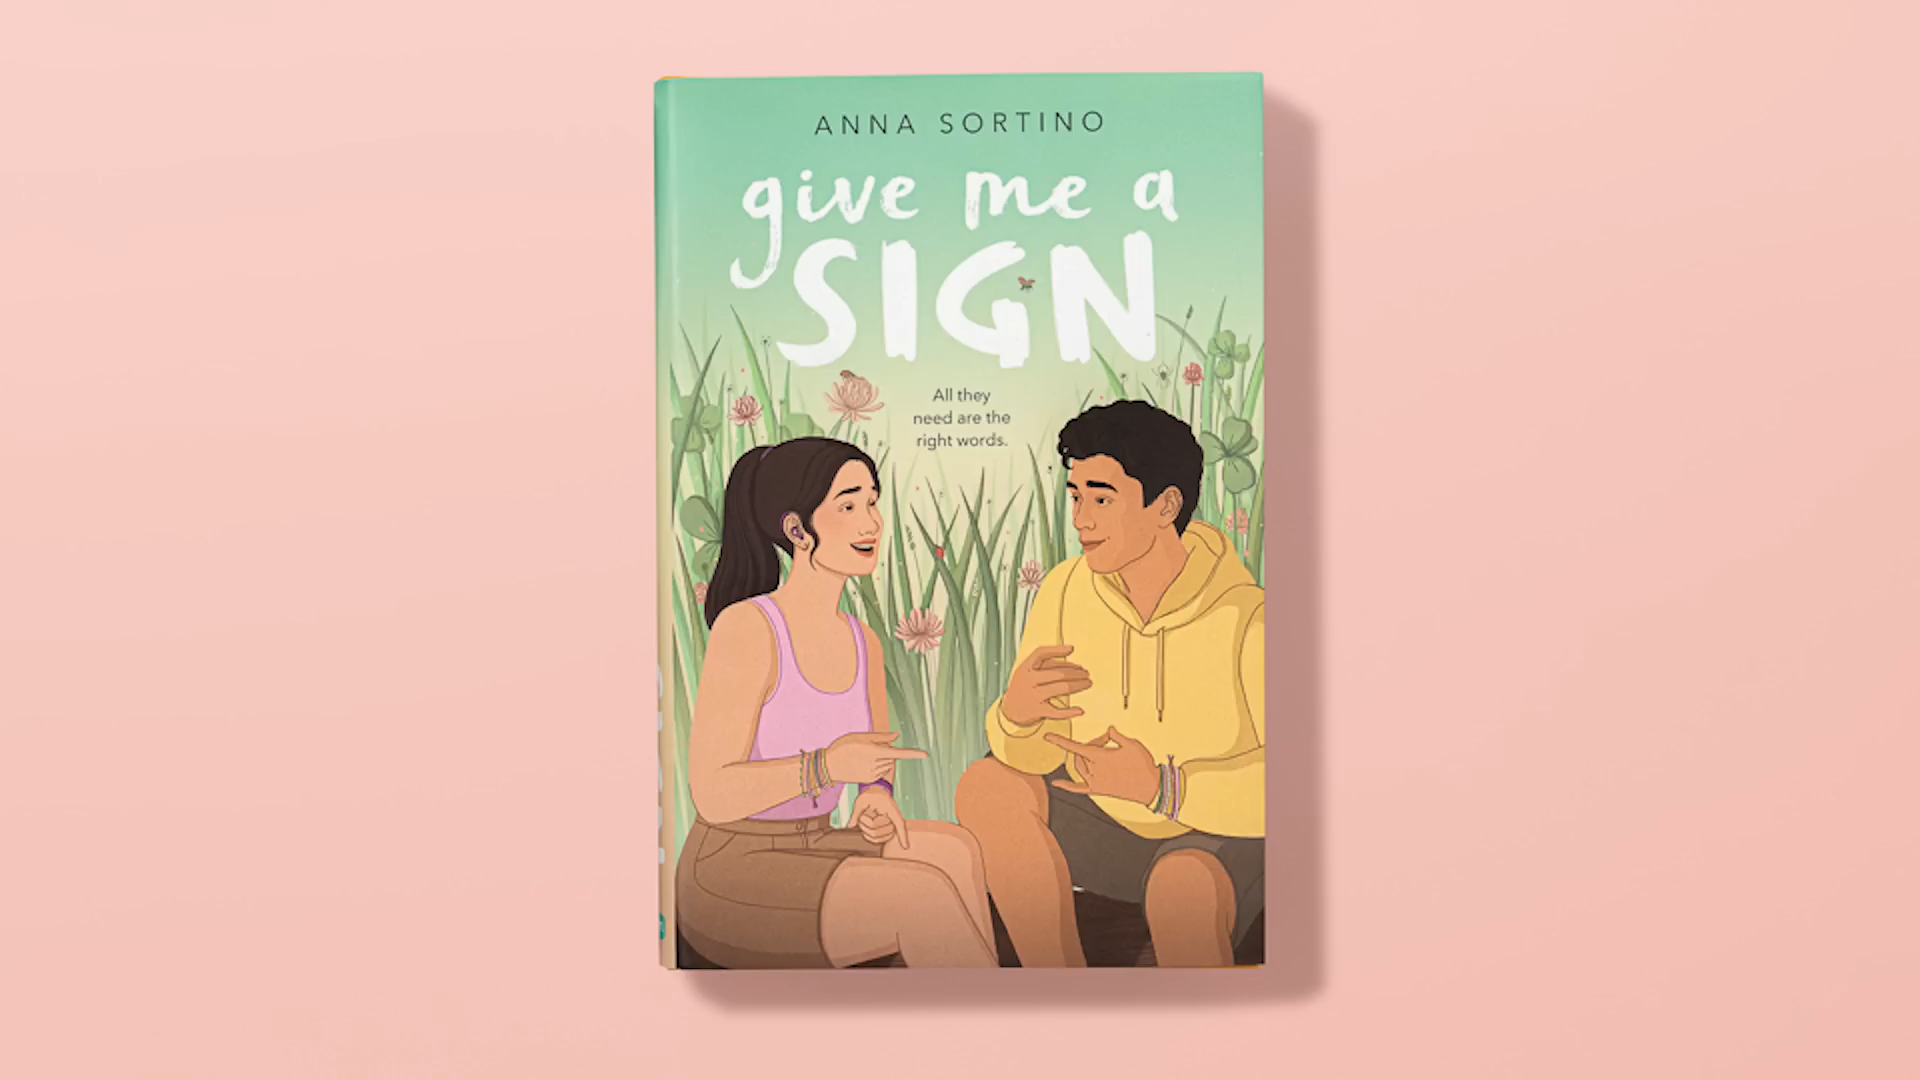 ANNA SORTINO
give me a
SIGN
All they
need are the
right words.